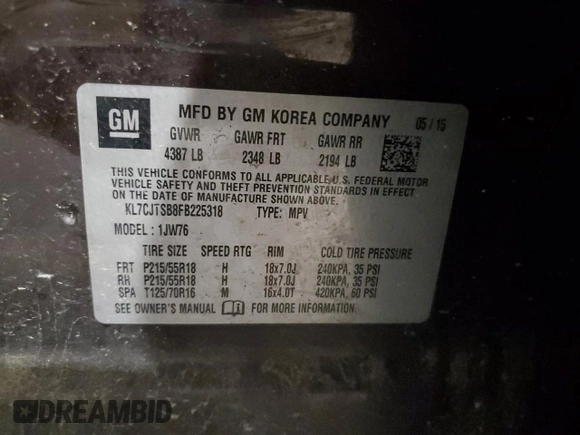 GM
MFD BY GM KOREA COMPANY 05 / 15
GVWR GAWR FRT GAWR RR
4387 LB 2348 LB 2194 LB
THIS VEHICLE CONFORMS TO ALL APPLICABLE U.S. FEDERAL MOTOR
VEHICLE SAFETY AND THEFT PREVENTION STANDARDS IN EFFECT
ON THE DATE OF MANUFACTURE SHOWN ABOVE.
KL7CJTSB8FB225318 TYPE: MPV
MODEL : 1JW76
TIRE SIZE SPEED RTG RIM COLD TIRE PRESSURE
FRT P215/55R18 H 18x7.0J 240KPA, 35 PSI
RH P215/55R18 H 18x7.0J 240KPA, 35 PSI
SPA T125/70R16 M 16x4.0T 420KPA, 60 PSI
SEE OWNER'S MANUAL FOR MORE INFORMATION
DREAMBID